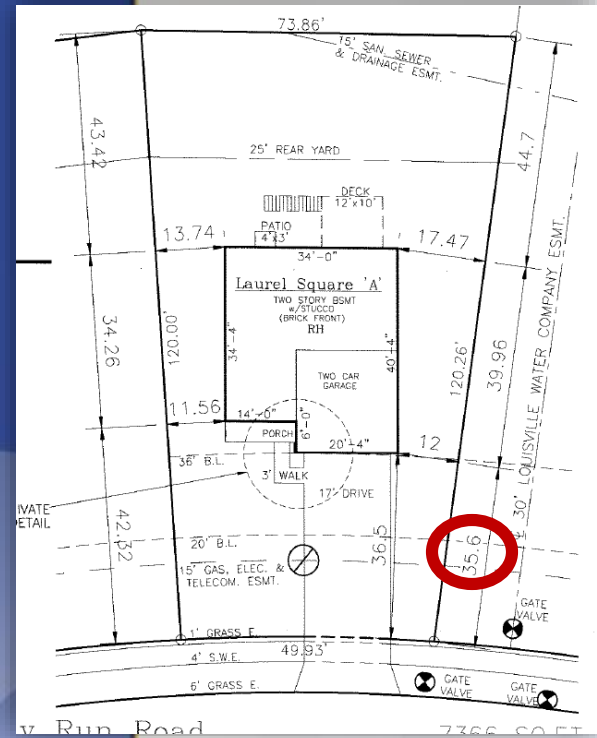 73.86'
15' SAN. SEWER
& DRAINAGE ESMT.
43.42
44.7
25' REAR YARD
DECK
12'x10'
PATIO
4'x3'
13.74
17.47
34'-0"
Laurel Square 'A'
TWO STORY BSMT
w/STUCCO
(BRICK FRONT)
RH
34.26
120.00'
34'-4"
40'-4"
120.26'
39.96
30' LOUISVILLE WATER COMPANY ESMT.
TWO CAR
GARAGE
11.56
14'-0"
6'-0"
PORCH
20'-4"
12
36' B.L.
3' WALK
17' DRIVE
IVATE
DETAIL
42.32
36.5
35.6
20' B.L.
15' GAS, ELEC. &
TELECOM. ESMT.
GATE
VALVE
1' GRASS E.
49.93'
4' S.W.E.
6' GRASS E.
GATE
VALVE
GATE
VALVE
y Run Road
7366 SQ.FT